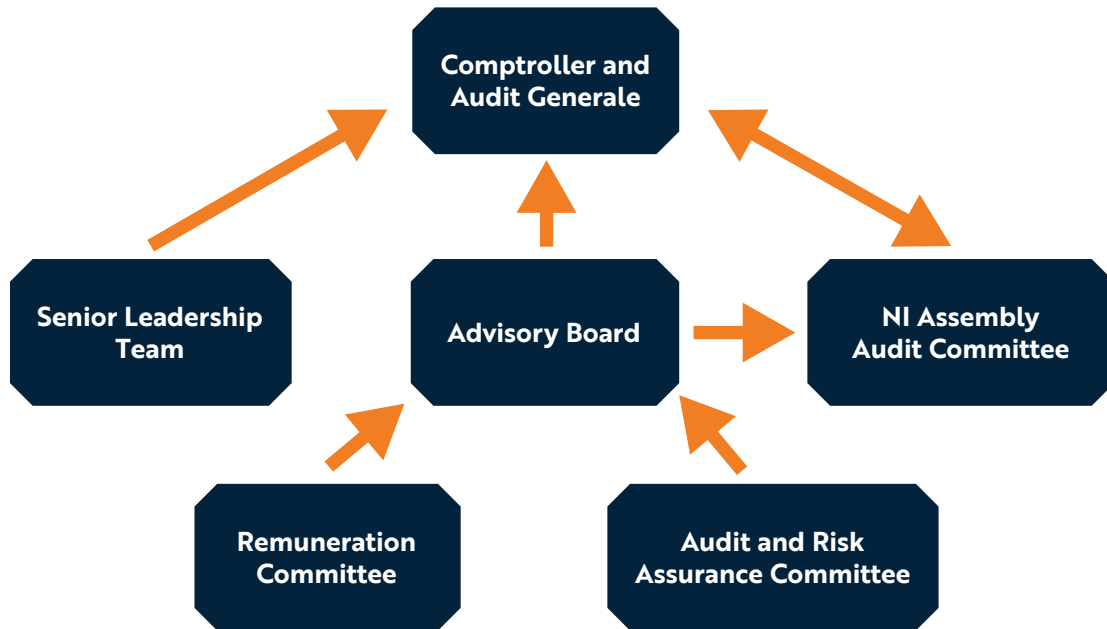 Comptroller and
Audit Generale
Senior Leadership
Team
Advisory Board
NI Assembly
Audit Committee
Remuneration
Committee
Audit and Risk
Assurance Committee